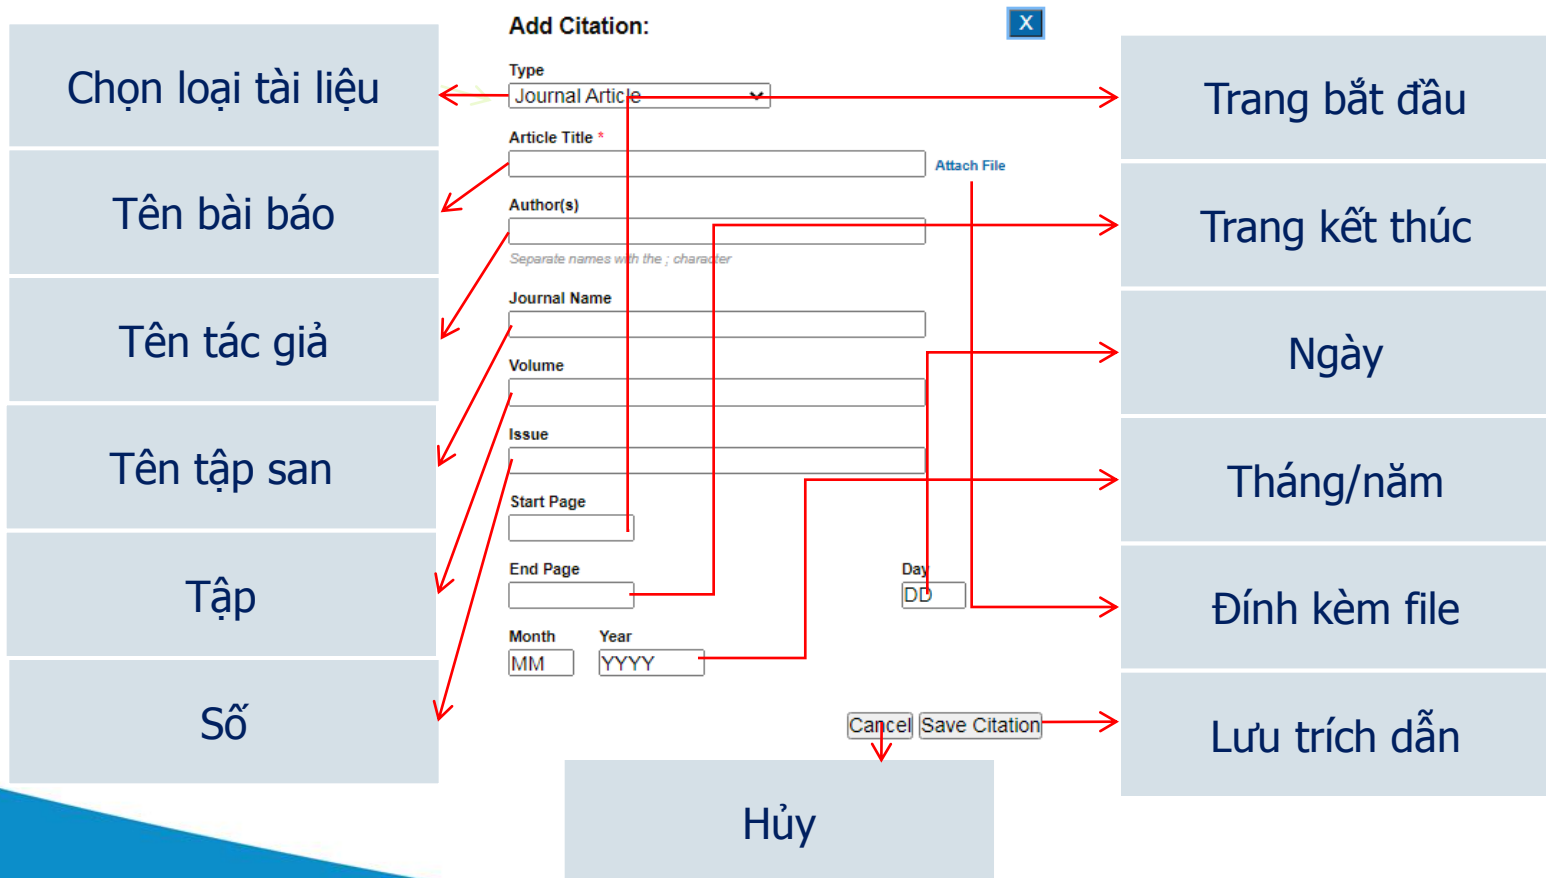 Add Citation:
X
Chọn loại tài liệu
Tên bài báo
Tên tác giả
Tên tập san
Tập
Số
Type
Journal Article
Article Title *
Attach File
Author(s)
Separate names with the ; character
Journal Name
Volume
Issue
Start Page
End Page
Day
DD
Month
Year
MM
YYYY
Cancel
Save Citation
Trang bắt đầu
Trang kết thúc
Ngày
Tháng/năm
Đính kèm file
Lưu trích dẫn
Hủy